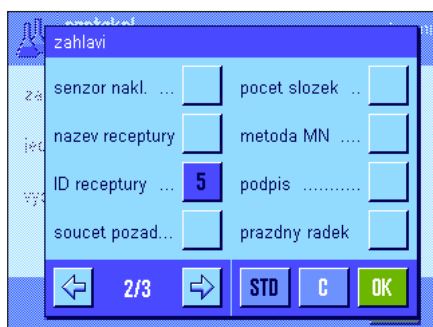 zahlavi
senzor nakl. ...
pocet slozek ..
nazev receptury
metoda MN ....
ID receptury ... 5
podpis ...........
soucet pozad...
prazdny radek
2/3
STD
C
OK